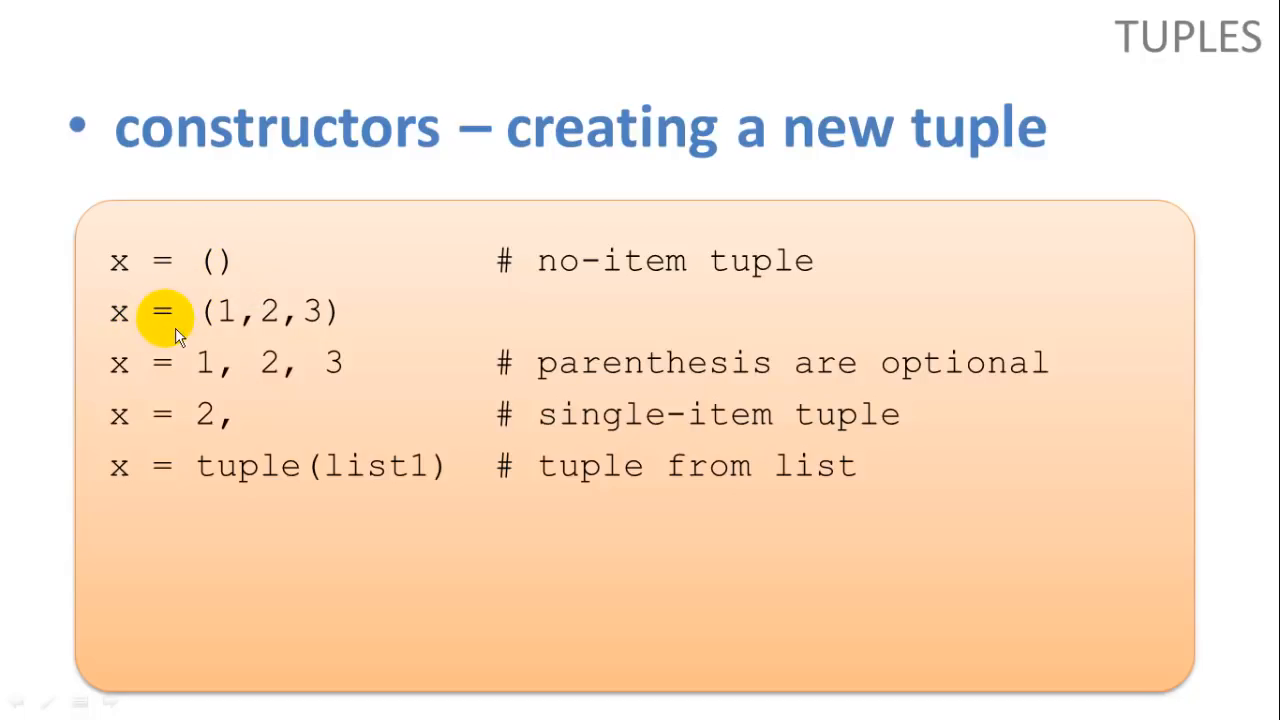 TUPLES
• constructors – creating a new tuple
x = () # no-item tuple
x = (1,2,3)
x = 1, 2, 3 # parenthesis are optional
x = 2, # single-item tuple
x = tuple(list1) # tuple from list